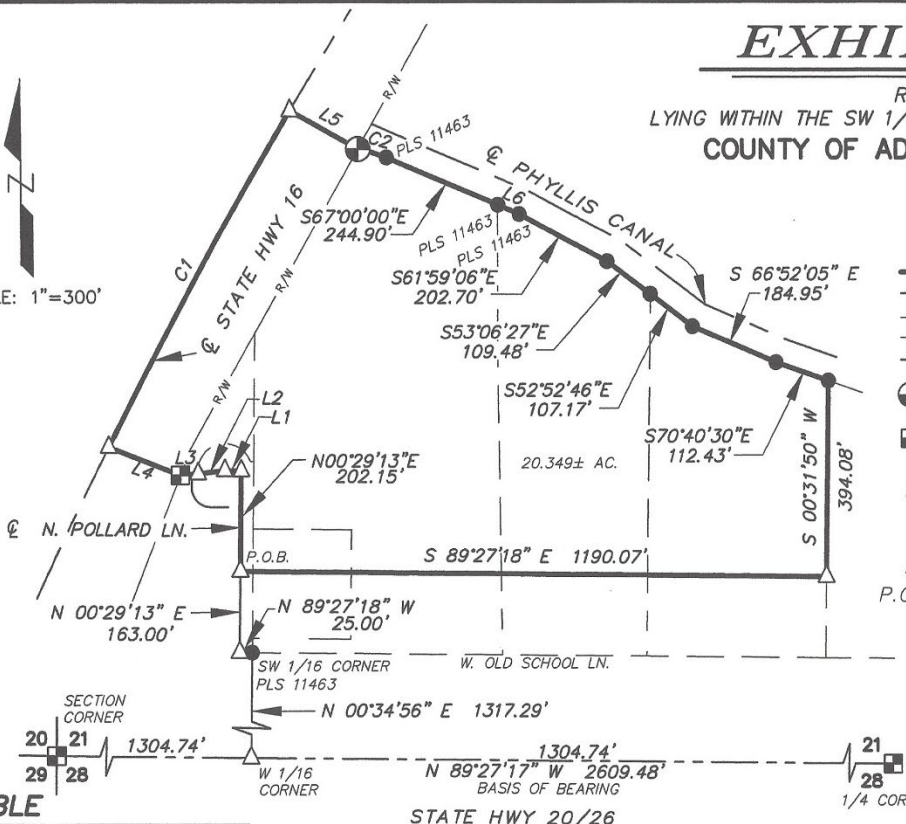 EXHI
LYING WITHIN THE SW 1/
COUNTY OF AD
R/W
L5
C2
PLS 11463
℄ PHYLLIS CANAL
N
℄ STATE HWY 16
C1
S67°00'00"E
244.90'
L6
PLS 11463
PLS 11463
S61°59'06"E
202.70'
S 66°52'05" E
184.95'
LE: 1"=300'
R/W
S53°06'27"E
109.48'
R/W
L2
L1
S52°52'46"E
107.17'
S70°40'30"E
112.43'
L3
L4
N00°29'13"E
202.15'
20.349± AC.
S 00°31'50" W
394.08'
℄ N. POLLARD LN.
P.O.B.
S 89°27'18" E 1190.07'
N 00°29'13" E
163.00'
N 89°27'18" W
25.00'
SW 1/16 CORNER
PLS 11463
W. OLD SCHOOL LN.
P.O
SECTION
CORNER
N 00°34'56" E 1317.29'
20 21
29 28
1304.74'
1304.74'
21
28
N 89°27'17" W 2609.48'
BASIS OF BEARING
W 1/16
CORNER
1/4 COR
BLE
STATE HWY 20/26